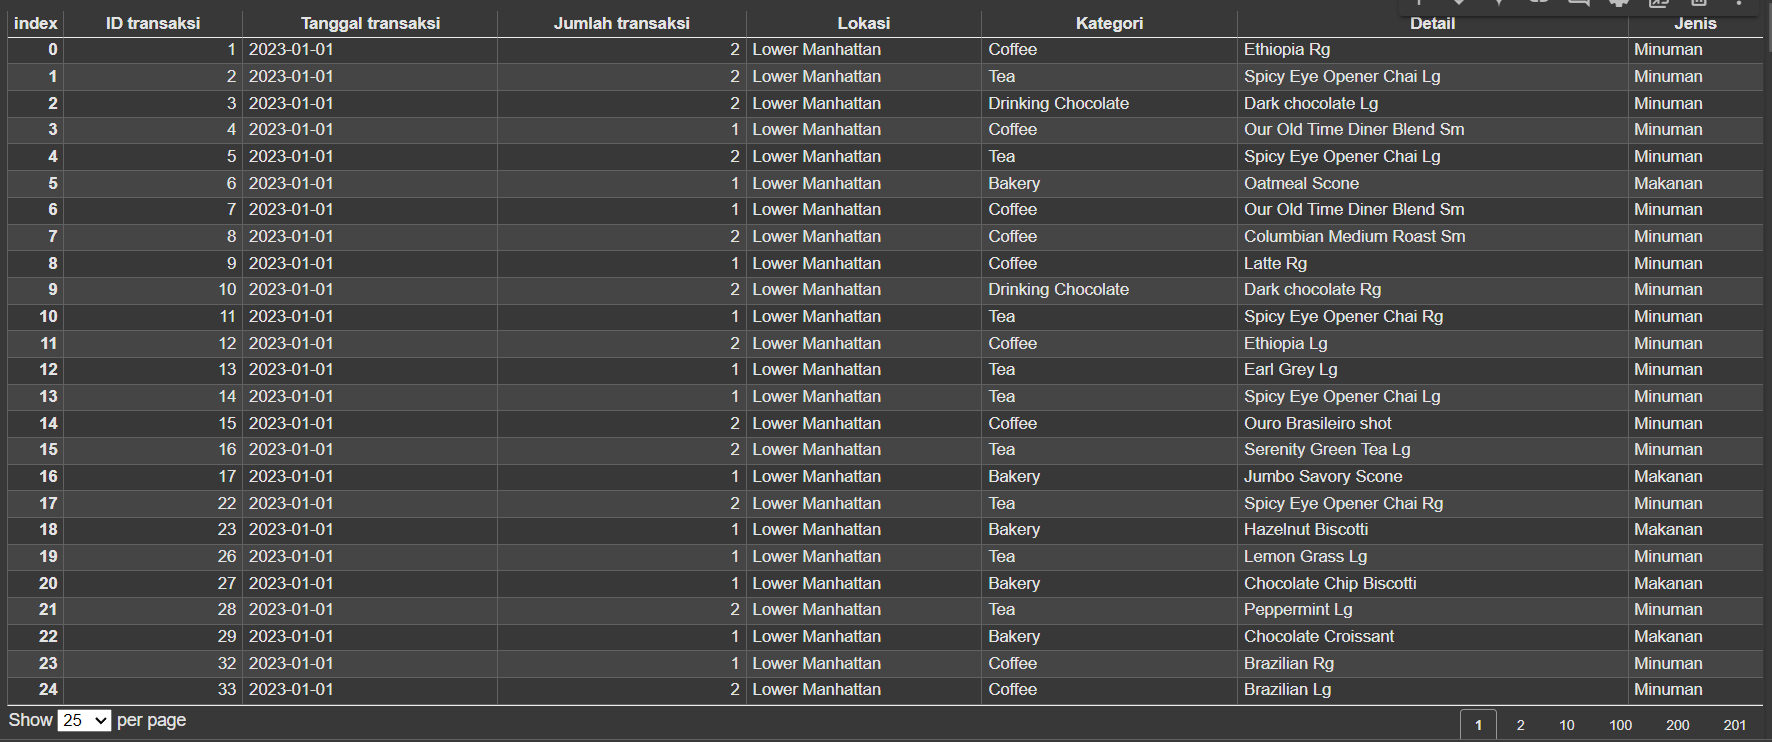 index ID transaksi Tanggal transaksi Jumlah transaksi Lokasi Kategori Detail Jenis
0 1 2023-01-01 2 Lower Manhattan Coffee Ethiopia Rg Minuman
1 2 2023-01-01 2 Lower Manhattan Tea Spicy Eye Opener Chai Lg Minuman
2 3 2023-01-01 2 Lower Manhattan Drinking Chocolate Dark chocolate Lg Minuman
3 4 2023-01-01 1 Lower Manhattan Coffee Our Old Time Diner Blend Sm Minuman
4 5 2023-01-01 2 Lower Manhattan Tea Spicy Eye Opener Chai Lg Minuman
5 6 2023-01-01 1 Lower Manhattan Bakery Oatmeal Scone Makanan
6 7 2023-01-01 1 Lower Manhattan Coffee Our Old Time Diner Blend Sm Minuman
7 8 2023-01-01 2 Lower Manhattan Coffee Columbian Medium Roast Sm Minuman
8 9 2023-01-01 1 Lower Manhattan Coffee Latte Rg Minuman
9 10 2023-01-01 2 Lower Manhattan Drinking Chocolate Dark chocolate Rg Minuman
10 11 2023-01-01 1 Lower Manhattan Tea Spicy Eye Opener Chai Rg Minuman
11 12 2023-01-01 2 Lower Manhattan Coffee Ethiopia Lg Minuman
12 13 2023-01-01 1 Lower Manhattan Tea Earl Grey Lg Minuman
13 14 2023-01-01 1 Lower Manhattan Tea Spicy Eye Opener Chai Lg Minuman
14 15 2023-01-01 2 Lower Manhattan Coffee Ouro Brasileiro shot Minuman
15 16 2023-01-01 2 Lower Manhattan Tea Serenity Green Tea Lg Minuman
16 17 2023-01-01 1 Lower Manhattan Bakery Jumbo Savory Scone Makanan
17 22 2023-01-01 2 Lower Manhattan Tea Spicy Eye Opener Chai Rg Minuman
18 23 2023-01-01 1 Lower Manhattan Bakery Hazelnut Biscotti Makanan
19 26 2023-01-01 1 Lower Manhattan Tea Lemon Grass Lg Minuman
20 27 2023-01-01 1 Lower Manhattan Bakery Chocolate Chip Biscotti Makanan
21 28 2023-01-01 2 Lower Manhattan Tea Peppermint Lg Minuman
22 29 2023-01-01 1 Lower Manhattan Bakery Chocolate Croissant Makanan
23 32 2023-01-01 1 Lower Manhattan Coffee Brazilian Rg Minuman
24 33 2023-01-01 2 Lower Manhattan Coffee Brazilian Lg Minuman
Show 25 per page 1 2 10 100 200 201